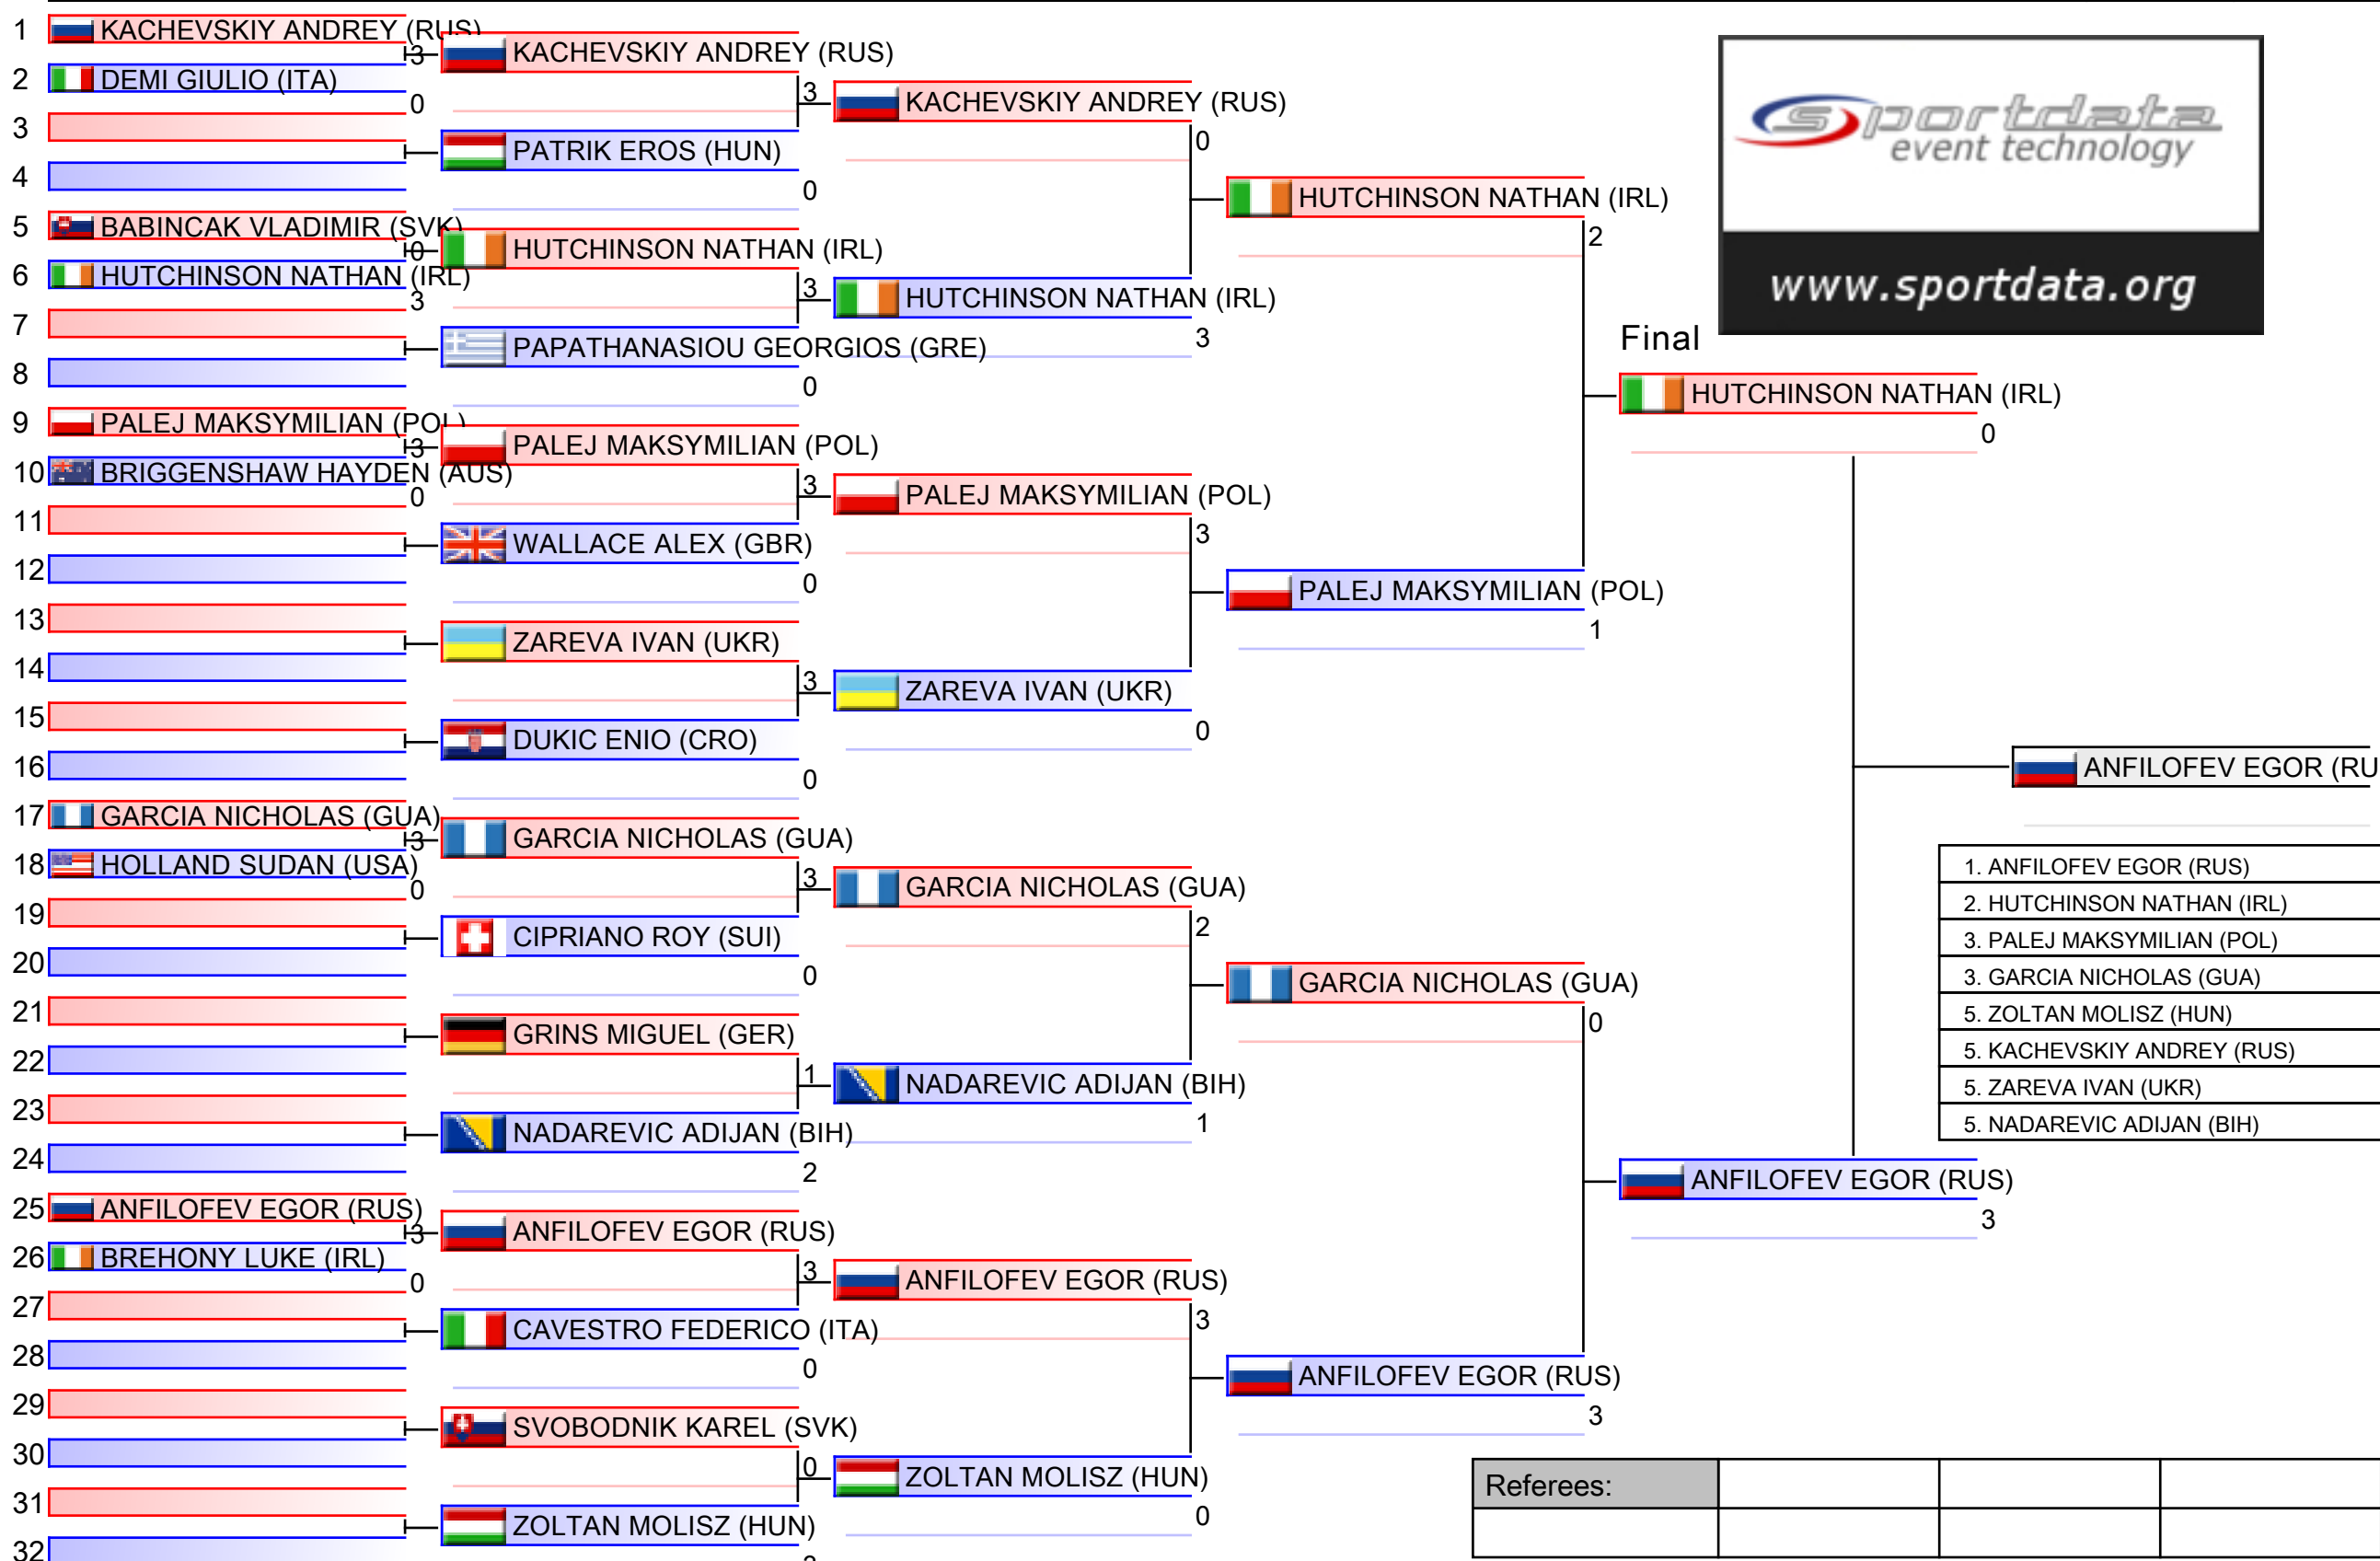 1 KACHEVSKIY ANDREY (RUS)
3
2 DEMI GIULIO (ITA)
0
3
4
5 BABINCAK VLADIMIR (SVK)
0
6 HUTCHINSON NATHAN (IRL)
3
7
8
9 PALEJ MAKSYMILIAN (POL)
3
10 BRIGGENSHAW HAYDEN (AUS)
0
11
12
13
14
15
16
17 GARCIA NICHOLAS (GUA)
3
18 HOLLAND SUDAN (USA)
0
19
20
21
22
23
24
25 ANFILOFEV EGOR (RUS)
3
26 BREHONY LUKE (IRL)
0
27
28
29
30
31
32
KACHEVSKIY ANDREY (RUS)
3
PATRIK EROS (HUN)
0
HUTCHINSON NATHAN (IRL)
3
PAPATHANASIOU GEORGIOS (GRE)
0
PALEJ MAKSYMILIAN (POL)
3
WALLACE ALEX (GBR)
0
ZAREVA IVAN (UKR)
3
DUKIC ENIO (CRO)
0
GARCIA NICHOLAS (GUA)
3
CIPRIANO ROY (SUI)
0
GRINS MIGUEL (GER)
1
NADAREVIC ADIJAN (BIH)
2
ANFILOFEV EGOR (RUS)
3
CAVESTRO FEDERICO (ITA)
0
SVOBODNIK KAREL (SVK)
0
ZOLTAN MOLISZ (HUN)
KACHEVSKIY ANDREY (RUS)
0
HUTCHINSON NATHAN (IRL)
3
PALEJ MAKSYMILIAN (POL)
3
ZAREVA IVAN (UKR)
0
GARCIA NICHOLAS (GUA)
2
NADAREVIC ADIJAN (BIH)
1
ANFILOFEV EGOR (RUS)
3
ZOLTAN MOLISZ (HUN)
0
HUTCHINSON NATHAN (IRL)
2
PALEJ MAKSYMILIAN (POL)
1
GARCIA NICHOLAS (GUA)
0
ANFILOFEV EGOR (RUS)
3
sportdata
event technology
www.sportdata.org
Final
HUTCHINSON NATHAN (IRL)
0
ANFILOFEV EGOR (RUS)
3
ANFILOFEV EGOR (RU
1. ANFILOFEV EGOR (RUS)
2. HUTCHINSON NATHAN (IRL)
3. PALEJ MAKSYMILIAN (POL)
3. GARCIA NICHOLAS (GUA)
5. ZOLTAN MOLISZ (HUN)
5. KACHEVSKIY ANDREY (RUS)
5. ZAREVA IVAN (UKR)
5. NADAREVIC ADIJAN (BIH)
Referees: